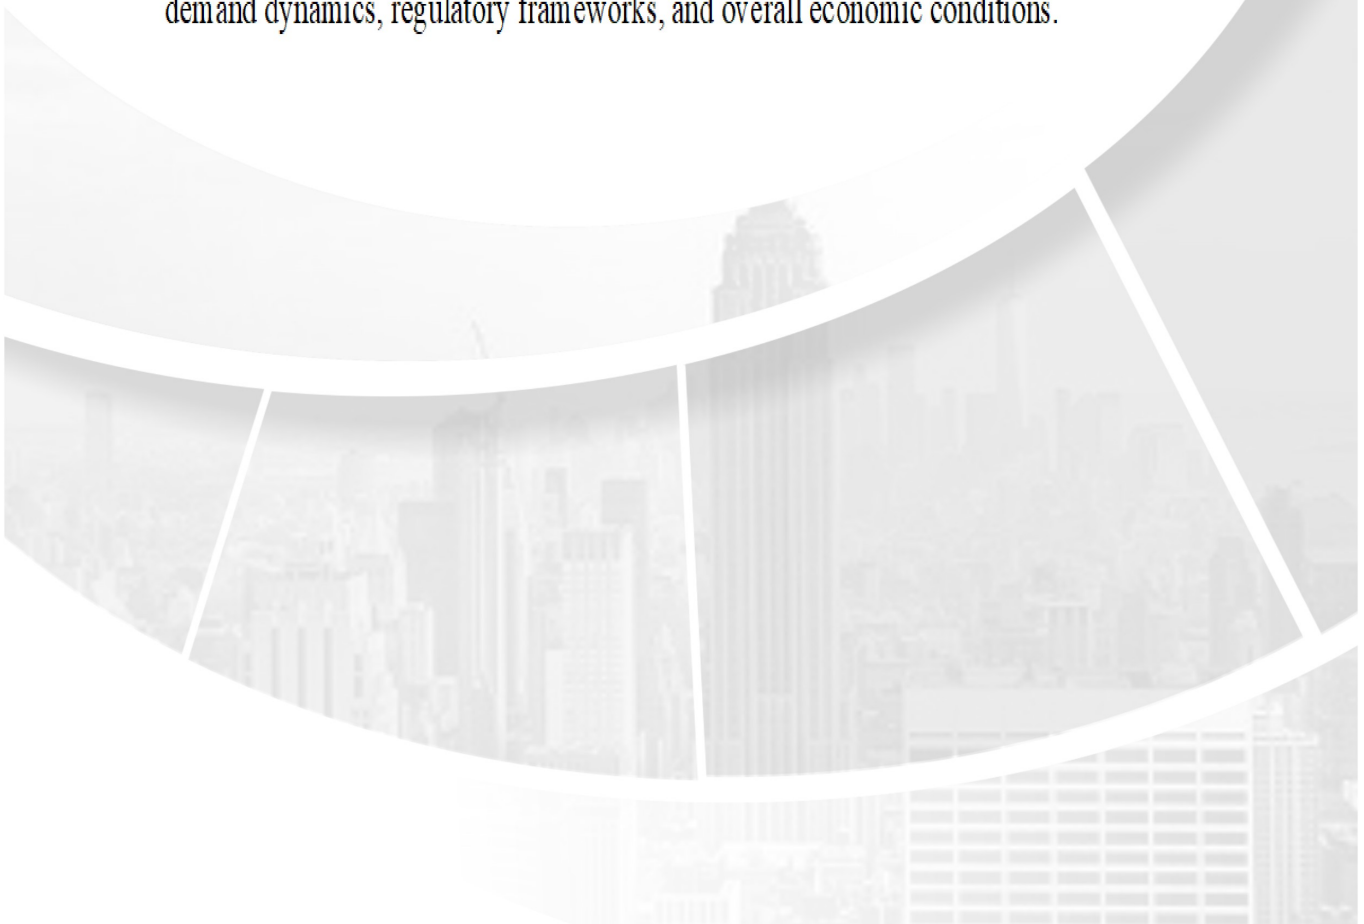 demand dynamics, regulatory frameworks, and overall economic conditions.